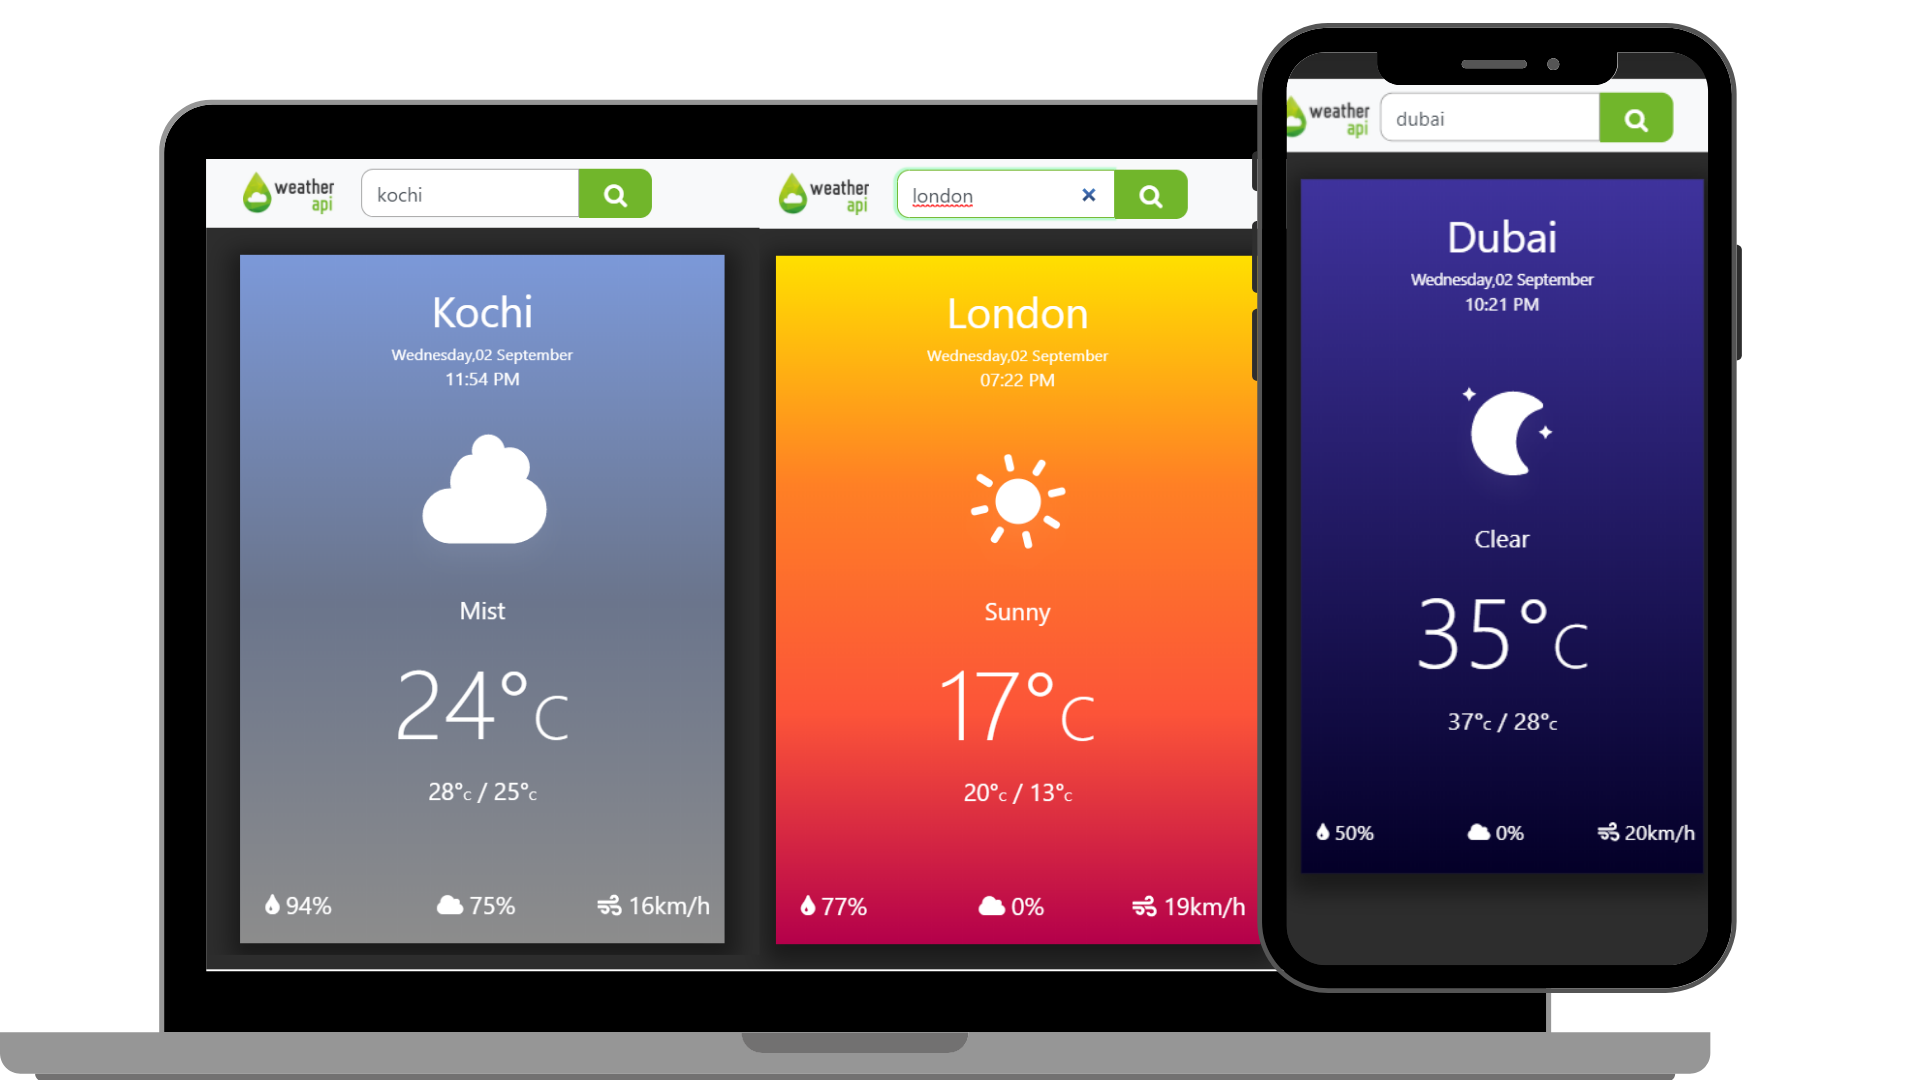 weather
api
kochi
Kochi
Wednesday,02 September
11:54 PM
Mist
24°C
28°c / 25°c
94%
75%
16km/h
weather
api
london
London
Wednesday,02 September
07:22 PM
Sunny
17°C
20°c / 13°c
77%
0%
19km/h
weather
api
dubai
Dubai
Wednesday,02 September
10:21 PM
Clear
35°C
37°c / 28°c
50%
0%
20km/h